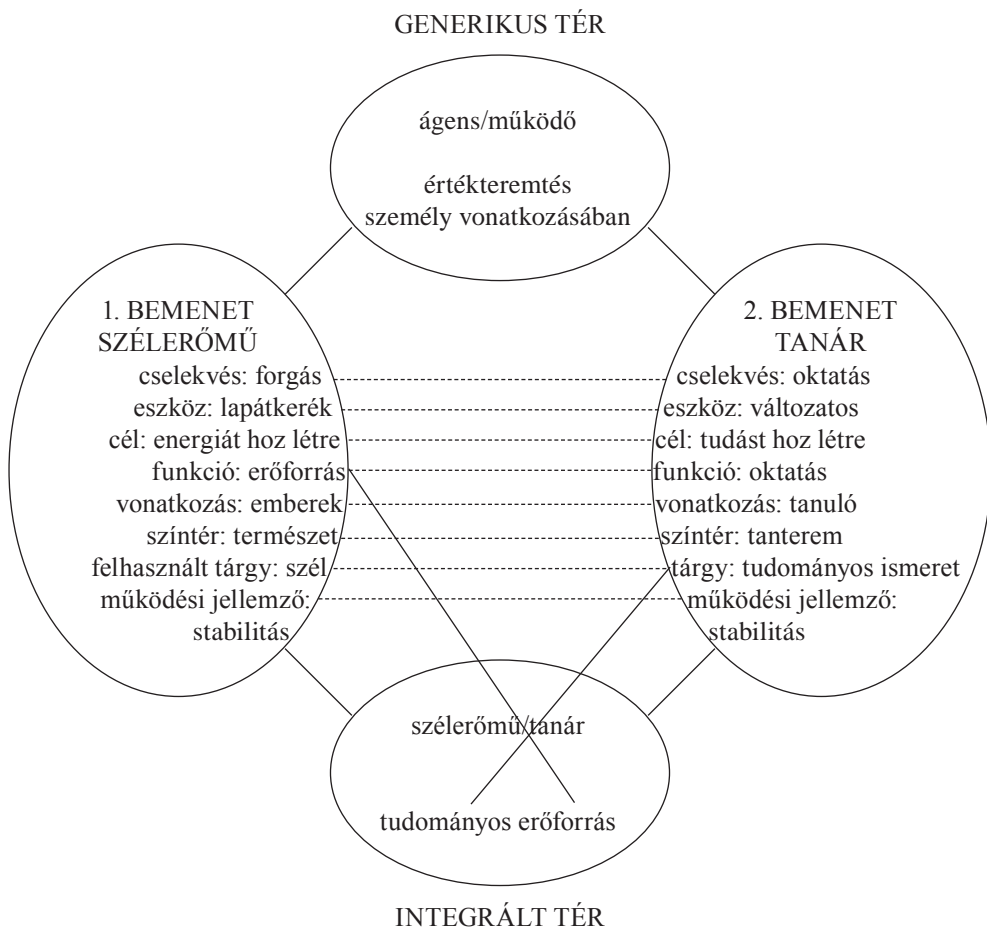 GENERIKUS TÉR
ágens/működő
értékteremtés
személy vonatkozásában
1. BEMENET
SZÉLERŐMŰ
cselekvés: forgás
eszköz: lapátkerék
cél: energiát hoz létre
funkció: erőforrás
vonatkozás: emberek
színtér: természet
felhasznált tárgy: szél
működési jellemző:
stabilitás
2. BEMENET
TANÁR
cselekvés: oktatás
eszköz: változatos
cél: tudást hoz létre
funkció: oktatás
vonatkozás: tanuló
színtér: tanterem
tárgy: tudományos ismeret
működési jellemző:
stabilitás
szélerőmű/tanár
tudományos erőforrás
INTEGRÁLT TÉR